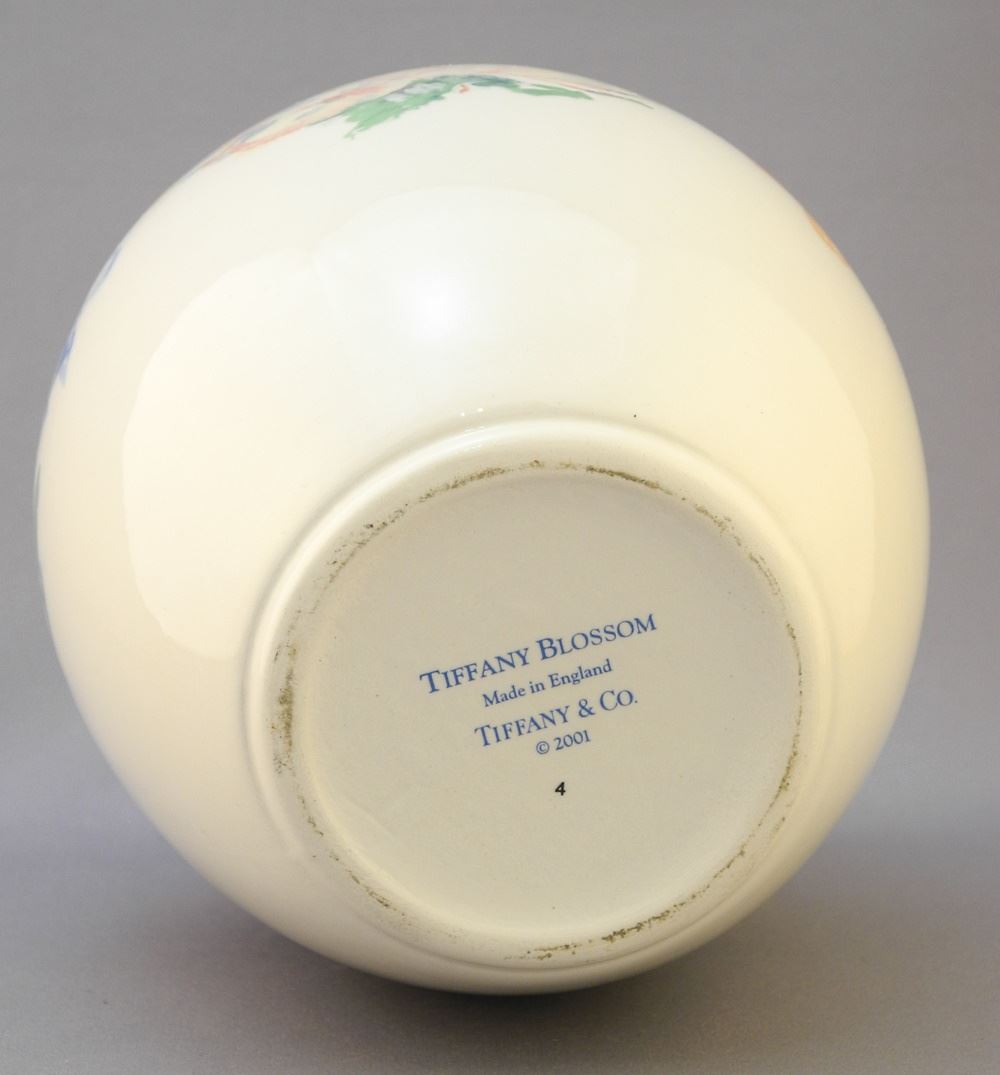 TIFFANY BLOSSOM
Made in England
TIFFANY & CO.
© 2001
4